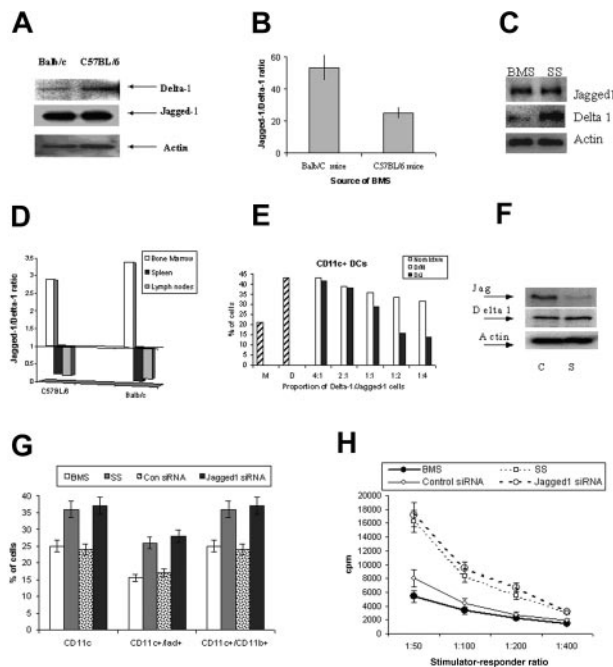 A
Balb/c C57BL/6
Delta-1
Jagged-1
Actin
B
Jagged-1/Delta-1 ratio
60
40
20
0
Balb/C mice C57BL/6 mice
Source of BMS
C
BMS SS
Jagged1
Delta 1
Actin
D
Jagged-1/Delta-1 ratio
3.5
3
2.5
2
1.5
1
0.5
0
Bone Marrow
Spleen
Lymph nodes
C57BL/6 Balb/c
E
CD11c+ DCs
% of cells
50
45
40
35
30
25
20
15
10
5
0
M D 4:1 2:1 1:1 1:2 1:4
Proportion of Delta-1/Jagged-1 cells
F
Jag
Delta 1
Actin
C S
G
BMS SS Con siRNA Jagged1 siRNA
% of cells
45
40
35
30
25
20
15
10
5
0
CD11c CD11c+/Iad+ CD11c+/CD11b+
H
BMS SS
Control siRNA Jagged1 siRNA
cpm
20000
18000
16000
14000
12000
10000
8000
6000
4000
2000
0
1:50 1:100 1:200 1:400
Stimulator-responder ratio